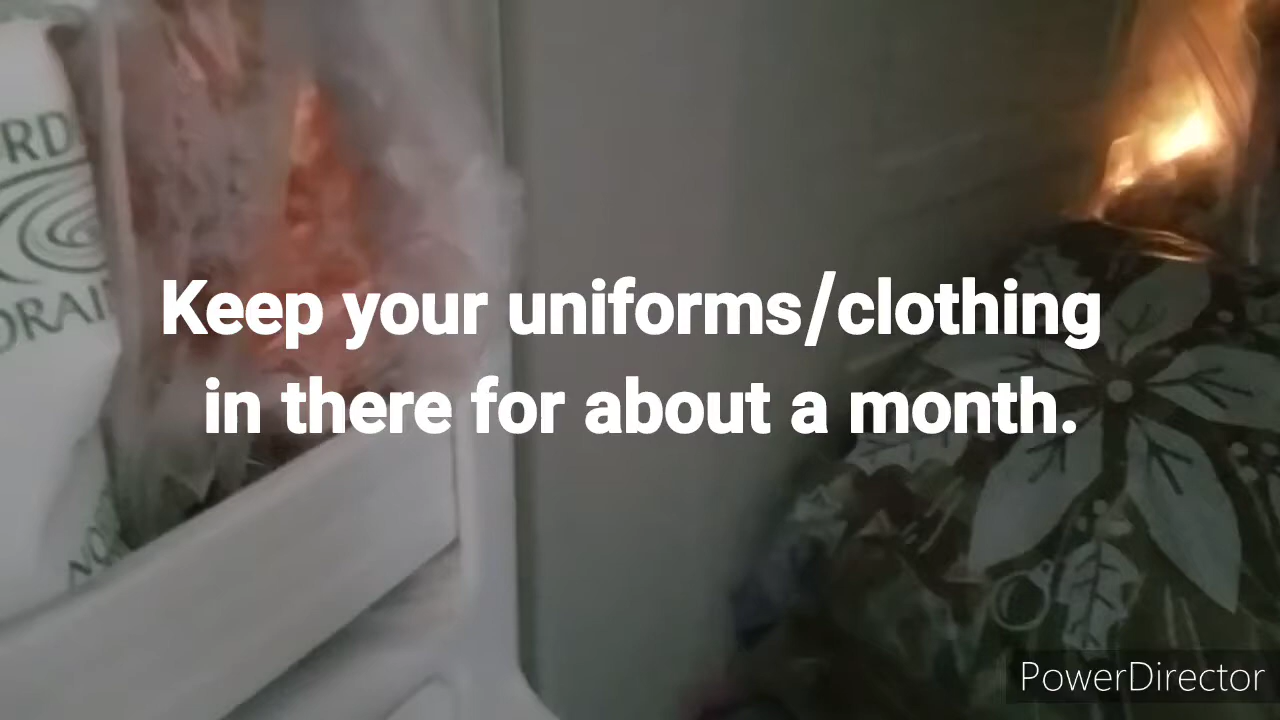 Keep your uniforms/clothing
in there for about a month.
PowerDirector